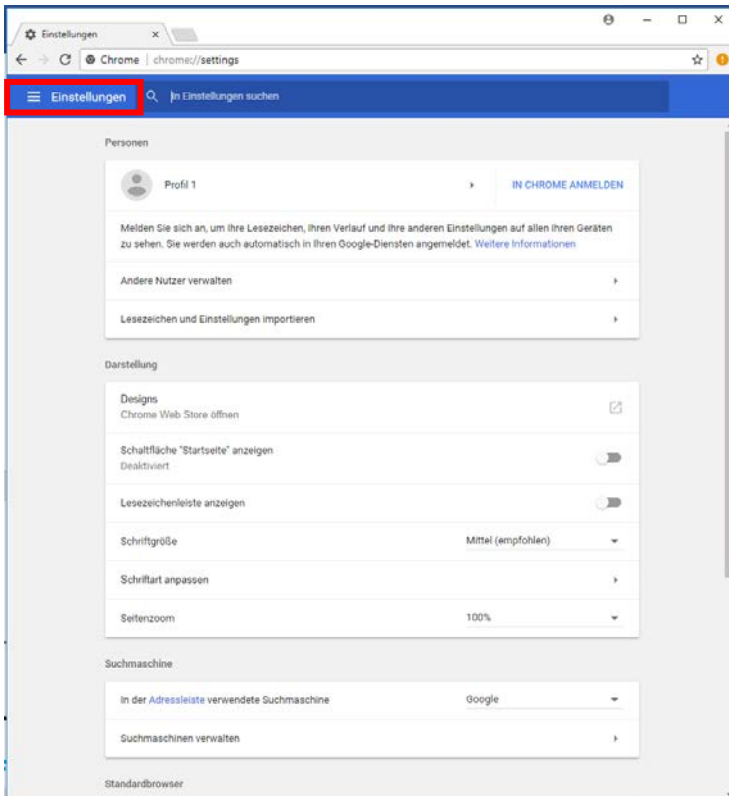 Einstellungen
Chrome | chrome://settings
Einstellungen
In Einstellungen suchen
Personen
Profil 1
IN CHROME ANMELDEN
Melden Sie sich an, um Ihre Lesezeichen, Ihren Verlauf und Ihre anderen Einstellungen auf allen Ihren Geräten
zu sehen. Sie werden auch automatisch in Ihren Google-Diensten angemeldet. Weitere Informationen
Andere Nutzer verwalten
Lesezeichen und Einstellungen importieren
Darstellung
Designs
Chrome Web Store öffnen
Schaltfläche "Startseite" anzeigen
Deaktiviert
Lesezeichenleiste anzeigen
Schriftgröße
Mittel (empfohlen)
Schriftart anpassen
Seitenzoom
100%
Suchmaschine
In der Adressleiste verwendete Suchmaschine
Google
Suchmaschinen verwalten
Standardbrowser